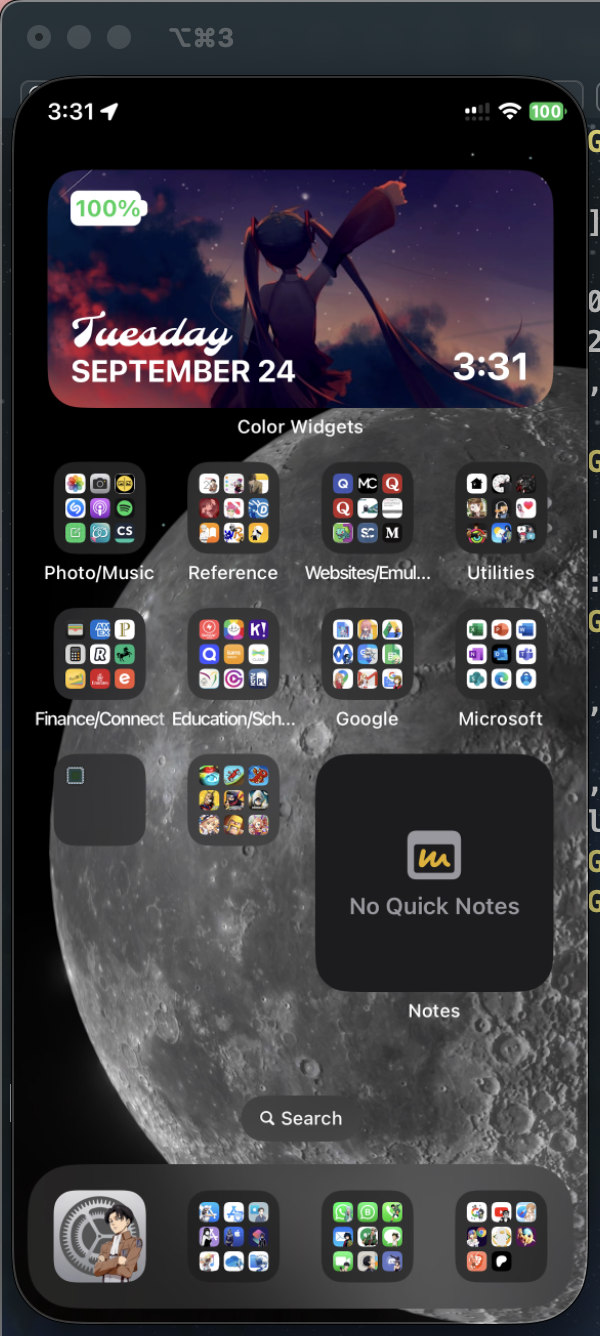 ⌥⌘3
3:31
100
100%
Tuesday
SEPTEMBER 24
3:31
Color Widgets
Photo/Music
Reference
Websites/Emul...
Utilities
Finance/Connect
Education/Sch...
Google
Microsoft
No Quick Notes
Notes
Search